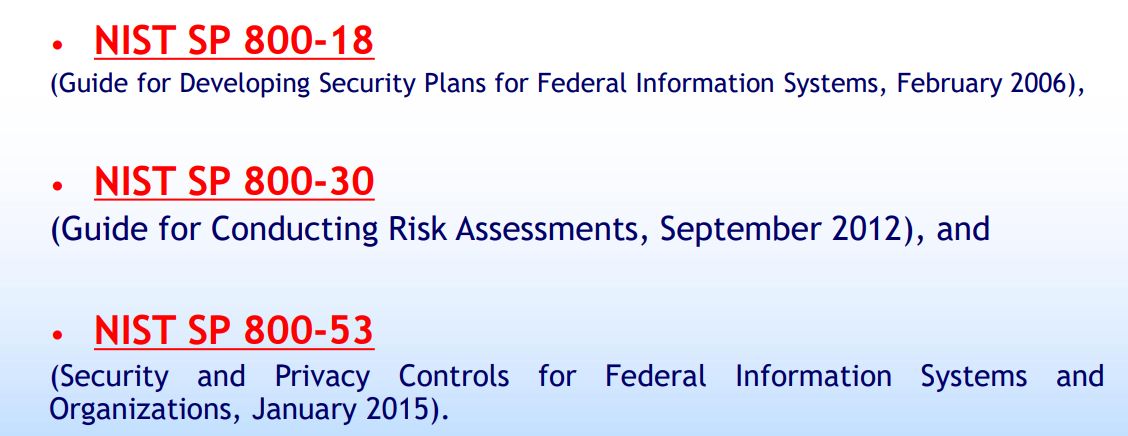 • NIST SP 800-18
(Guide for Developing Security Plans for Federal Information Systems, February 2006),
• NIST SP 800-30
(Guide for Conducting Risk Assessments, September 2012), and
• NIST SP 800-53
(Security and Privacy Controls for Federal Information Systems and
Organizations, January 2015).